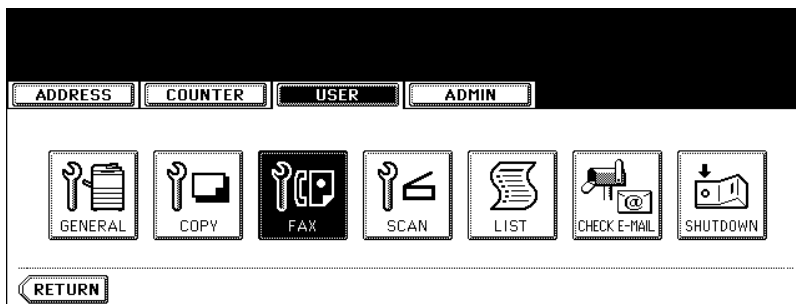 ADDRESS COUNTER USER ADMIN
GENERAL COPY FAX SCAN LIST CHECK E-MAIL SHUTDOWN
RETURN